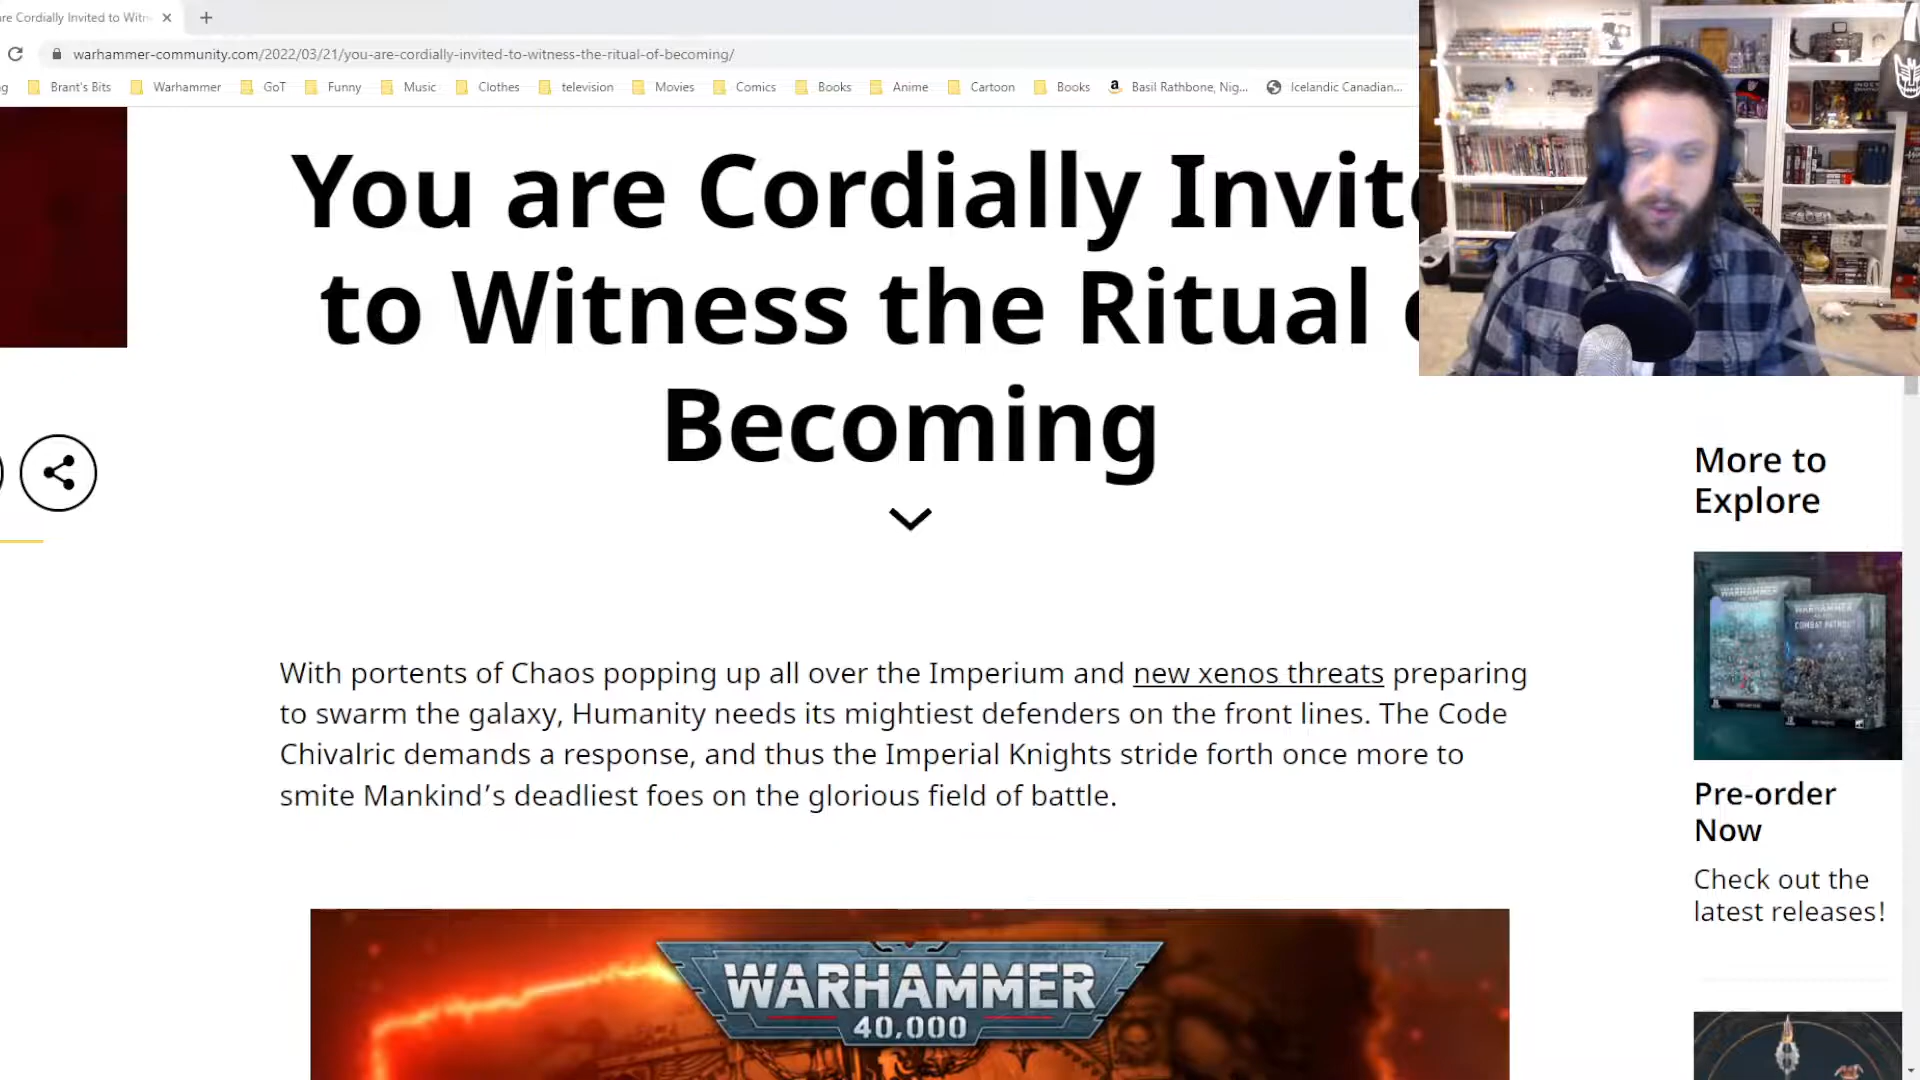 re Cordially Invited to Witn
warhammer-community.com/2022/03/21/you-are-cordially-invited-to-witness-the-ritual-of-becoming/
g Brant's Bits Warhammer GoT Funny Music Clothes television Movies Comics Books Anime Cartoon Books Basil Rathbone, Nig... Icelandic Canadian...
You are Cordially Invite
to Witness the Ritual
Becoming
With portents of Chaos popping up all over the Imperium and new xenos threats preparing
to swarm the galaxy, Humanity needs its mightiest defenders on the front lines. The Code
Chivalric demands a response, and thus the Imperial Knights stride forth once more to
smite Mankind’s deadliest foes on the glorious field of battle.
WARHAMMER
40,000
More to
Explore
WARHAMMER
WARHAMMER
COMBAT PATROL
Pre-order
Now
Check out the
latest releases!